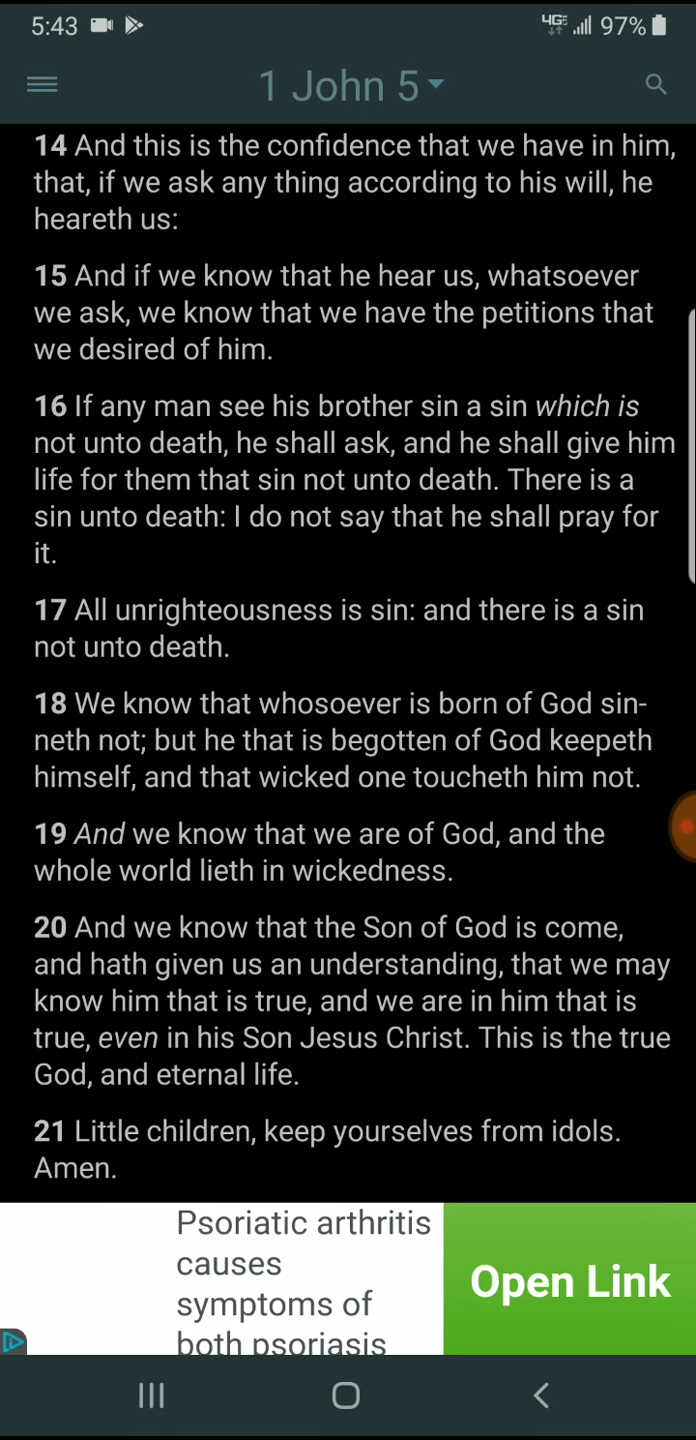 5:43 97%
1 John 5
14 And this is the confidence that we have in him,
that, if we ask any thing according to his will, he
heareth us:
15 And if we know that he hear us, whatsoever
we ask, we know that we have the petitions that
we desired of him.
16 If any man see his brother sin a sin which is
not unto death, he shall ask, and he shall give him
life for them that sin not unto death. There is a
sin unto death: I do not say that he shall pray for
it.
17 All unrighteousness is sin: and there is a sin
not unto death.
18 We know that whosoever is born of God sin-
neth not; but he that is begotten of God keepeth
himself, and that wicked one toucheth him not.
19 And we know that we are of God, and the
whole world lieth in wickedness.
20 And we know that the Son of God is come,
and hath given us an understanding, that we may
know him that is true, and we are in him that is
true, even in his Son Jesus Christ. This is the true
God, and eternal life.
21 Little children, keep yourselves from idols.
Amen.
Psoriatic arthritis
causes
symptoms of
both psoriasis
Open Link